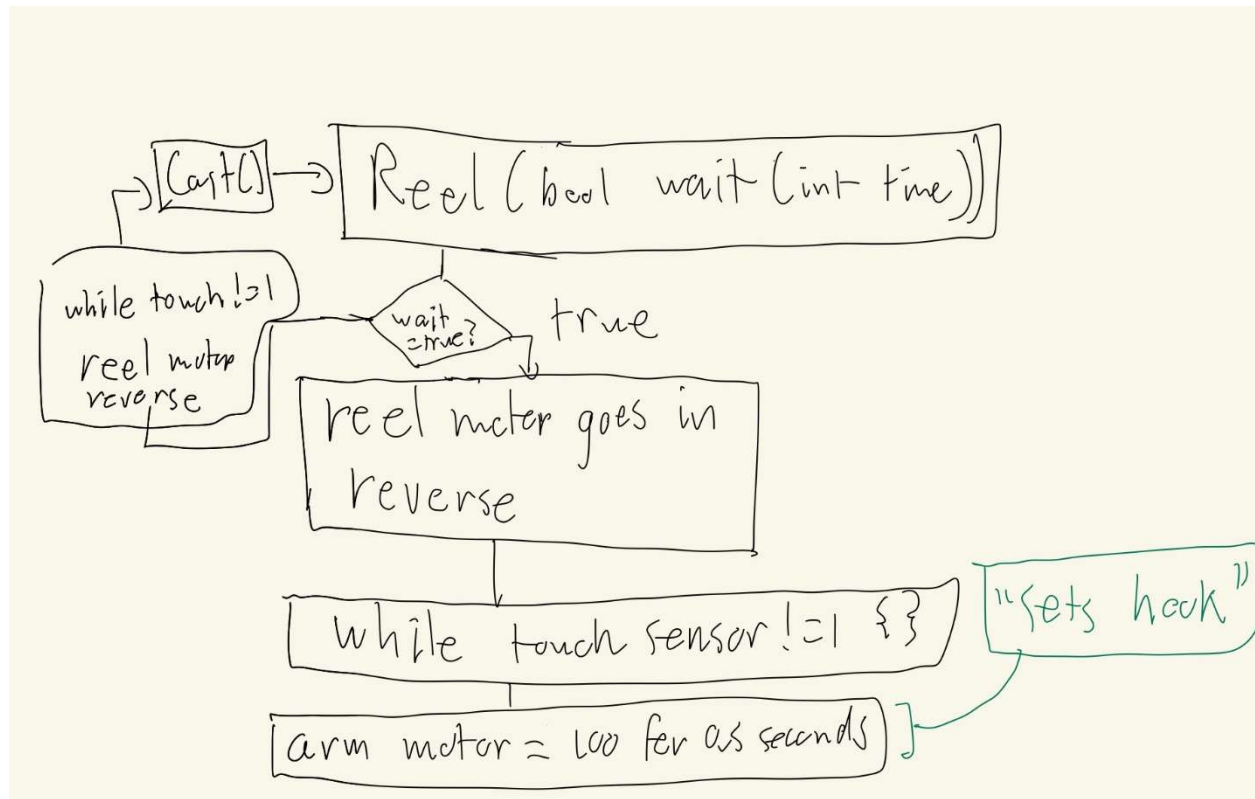 Cast()
Reel (bool wait (int time))
while touch != 1
reel motor
reverse
wait
=true?
true
reel motor goes in
reverse
while touch sensor != 1 {}
"sets hook"
arm motor = 100 for 0.5 seconds